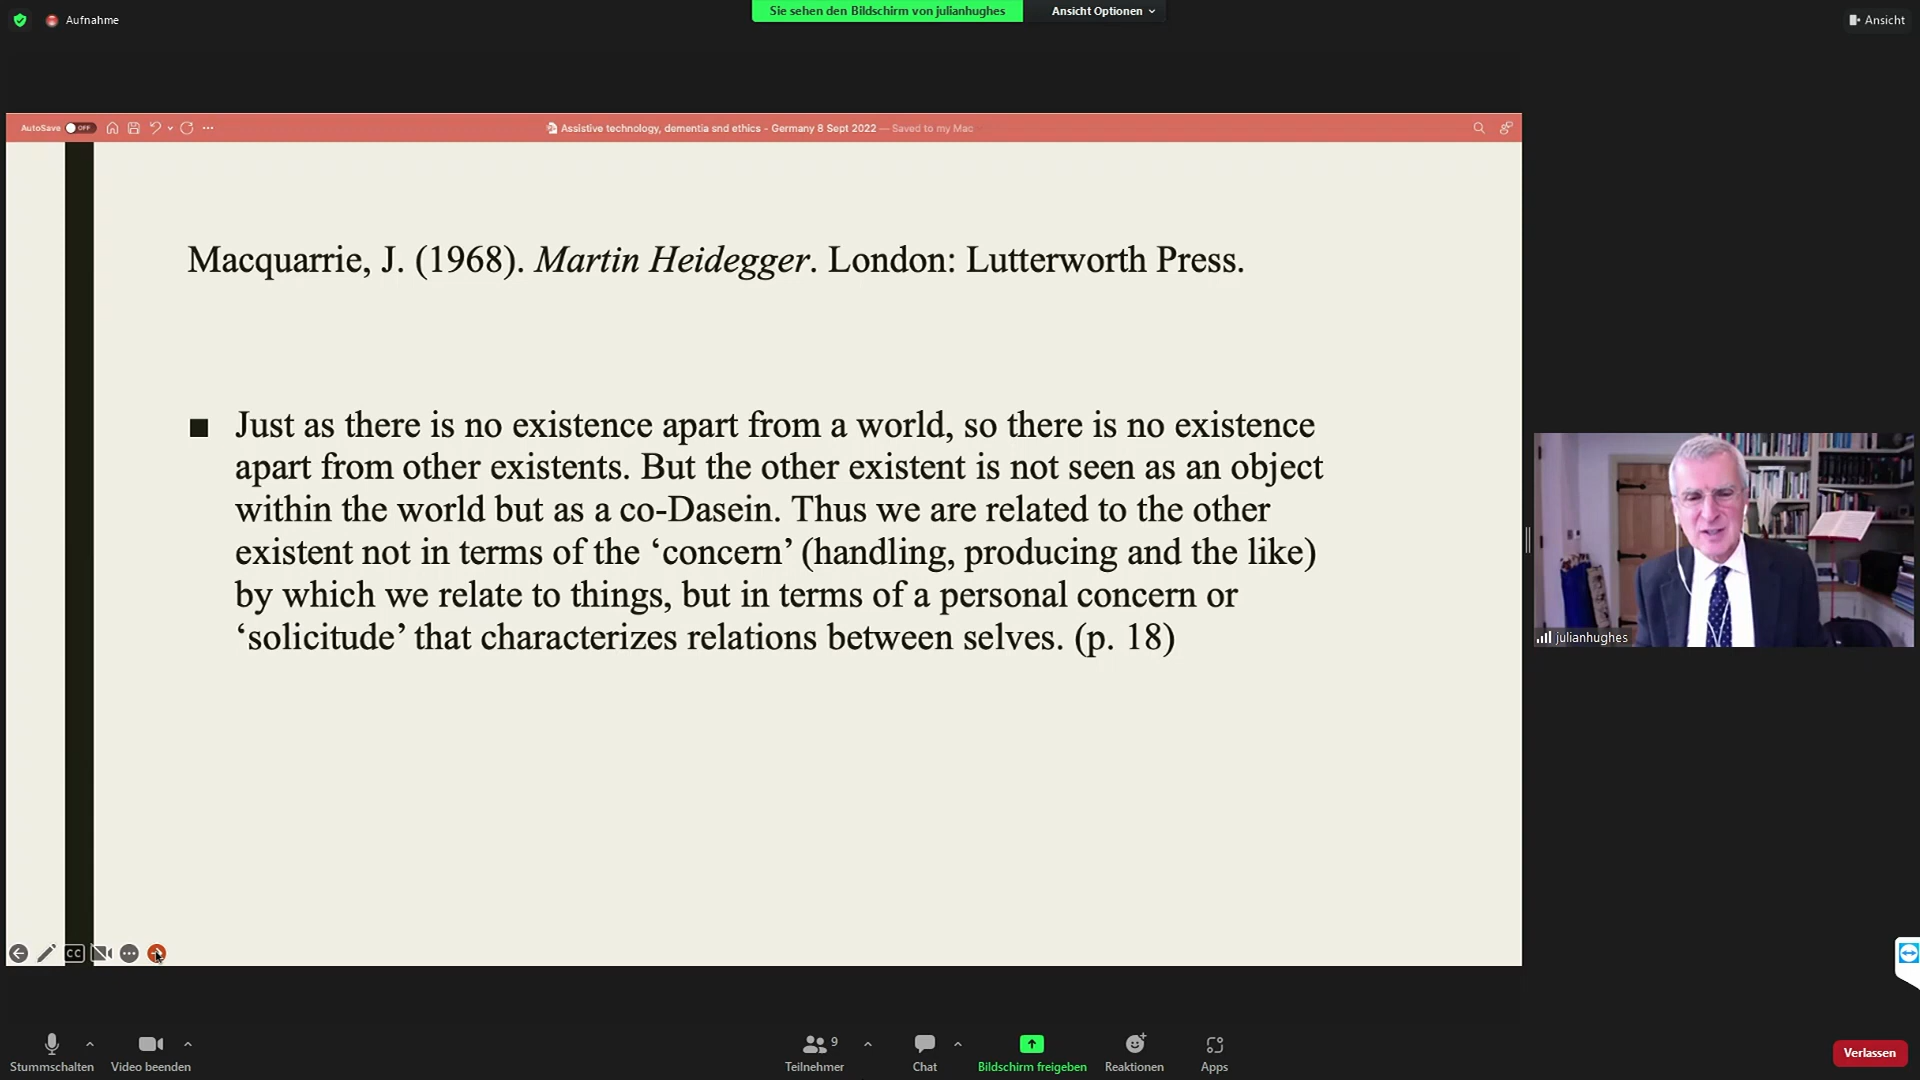 Aufnahme
Sie sehen den Bildschirm von julianhughes
Ansicht Optionen
Ansicht
AutoSave OFF
Assistive technology, dementia snd ethics - Germany 8 Sept 2022 — Saved to my Mac
Macquarrie, J. (1968). Martin Heidegger. London: Lutterworth Press.
■ Just as there is no existence apart from a world, so there is no existence
apart from other existents. But the other existent is not seen as an object
within the world but as a co-Dasein. Thus we are related to the other
existent not in terms of the ‘concern’ (handling, producing and the like)
by which we relate to things, but in terms of a personal concern or
‘solicitude’ that characterizes relations between selves. (p. 18)
julianhughes
CC
Stummschalten
Video beenden
9
Teilnehmer
Chat
Bildschirm freigeben
Reaktionen
Apps
Verlassen